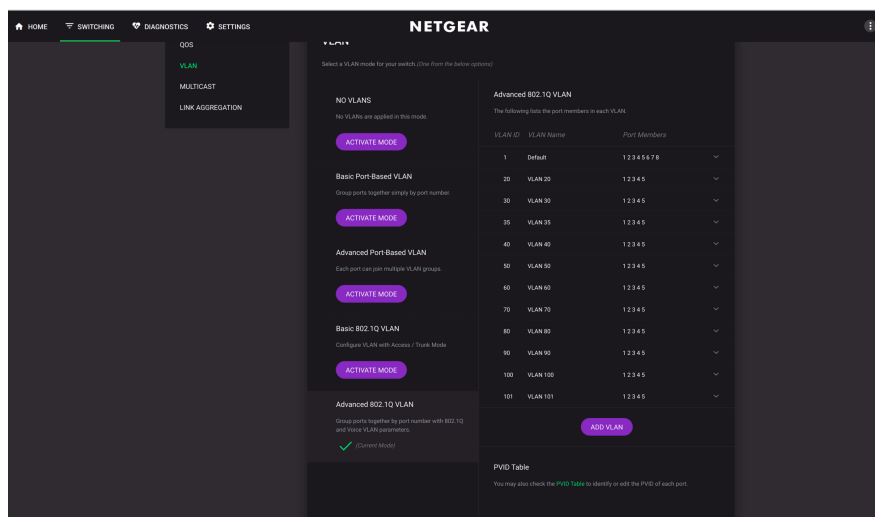 HOME SWITCHING DIAGNOSTICS SETTINGS NETGEAR
QOS
VLAN
MULTICAST
LINK AGGREGATION
VLAN
Select a VLAN mode for your switch.(One from the below options)
NO VLANS
No VLANs are applied in this mode.
ACTIVATE MODE
Basic Port-Based VLAN
Group ports together simply by port number.
ACTIVATE MODE
Advanced Port-Based VLAN
Each port can join multiple VLAN groups.
ACTIVATE MODE
Basic 802.1Q VLAN
Configure VLAN with Access / Trunk Mode
ACTIVATE MODE
Advanced 802.1Q VLAN
Group ports together by port number with 802.1Q
and Voice VLAN parameters.
(Current Mode)
Advanced 802.1Q VLAN
The following lists the port members in each VLAN.
VLAN ID VLAN Name Port Members
1 Default 1 2 3 4 5 6 7 8
20 VLAN 20 1 2 3 4 5
30 VLAN 30 1 2 3 4 5
35 VLAN 35 1 2 3 4 5
40 VLAN 40 1 2 3 4 5
50 VLAN 50 1 2 3 4 5
60 VLAN 60 1 2 3 4 5
70 VLAN 70 1 2 3 4 5
80 VLAN 80 1 2 3 4 5
90 VLAN 90 1 2 3 4 5
100 VLAN 100 1 2 3 4 5
101 VLAN 101 1 2 3 4 5
ADD VLAN
PVID Table
You may also check the PVID Table to identify or edit the PVID of each port.